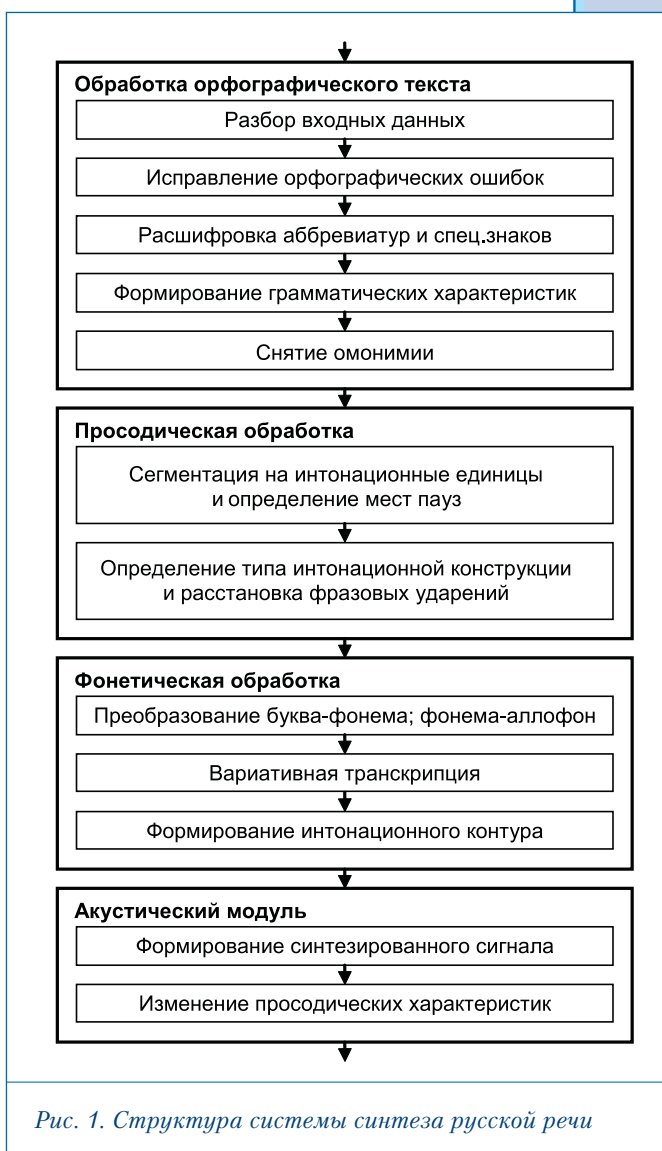 Обработка орфографического текста
Разбор входных данных
Исправление орфографических ошибок
Расшифровка аббревиатур и спец.знаков
Формирование грамматических характеристик
Снятие омонимии
Просодическая обработка
Сегментация на интонационные единицы
и определение мест пауз
Определение типа интонационной конструкции
и расстановка фразовых ударений
Фонетическая обработка
Преобразование буква-фонема; фонема-аллофон
Вариативная транскрипция
Формирование интонационного контура
Акустический модуль
Формирование синтезированного сигнала
Изменение просодических характеристик
Рис. 1. Структура системы синтеза русской речи